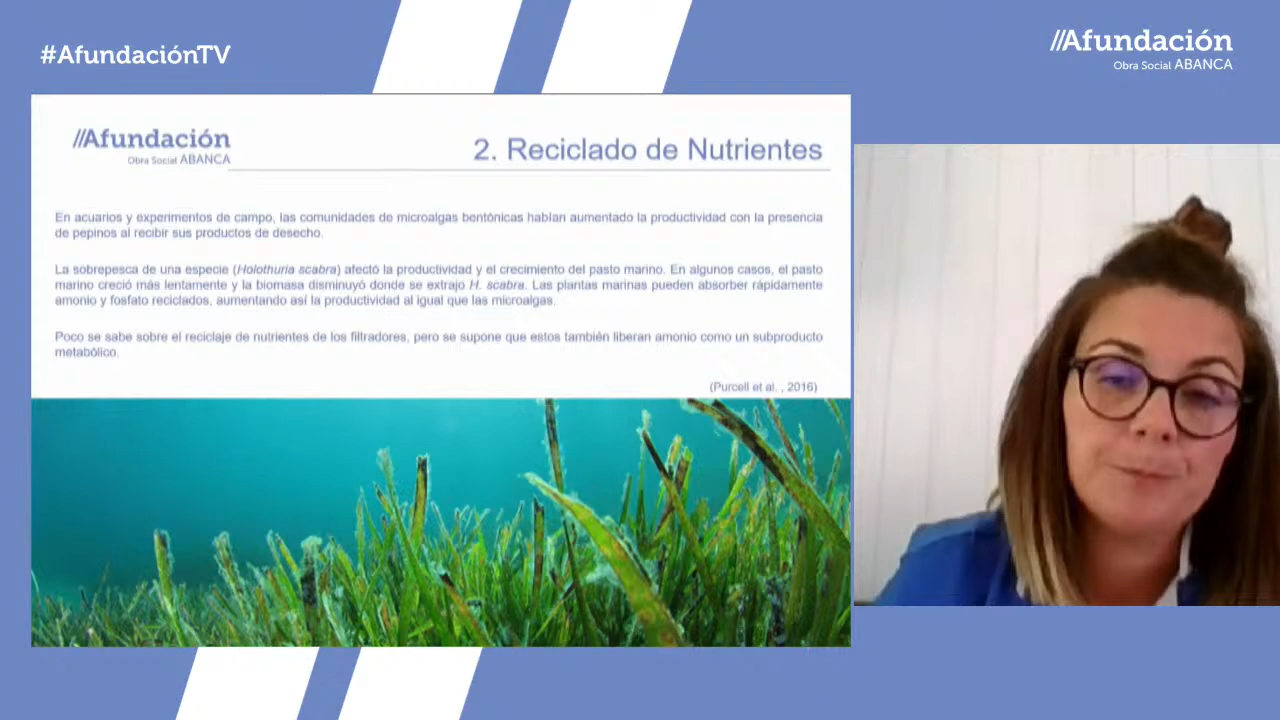 #AfundaciónTV
//Afundación
Obra Social ABANCA
//Afundación
Obra Social ABANCA
2. Reciclado de Nutrientes
En acuarios y experimentos de campo, las comunidades de microalgas bentónicas habían aumentado la productividad con la presencia
de pepinos al recibir sus productos de desecho.
La sobrepesca de una especie (Holothuria scabra) afectó la productividad y el crecimiento del pasto marino. En algunos casos, el pasto
marino creció más lentamente y la biomasa disminuyó donde se extrajo H. scabra. Las plantas marinas pueden absorber rápidamente
amonio y fosfato reciclados, aumentando así la productividad al igual que las microalgas.
Poco se sabe sobre el reciclaje de nutrientes de los filtradores, pero se supone que estos también liberan amonio como un subproducto
metabólico.
(Purcell et al. , 2016)